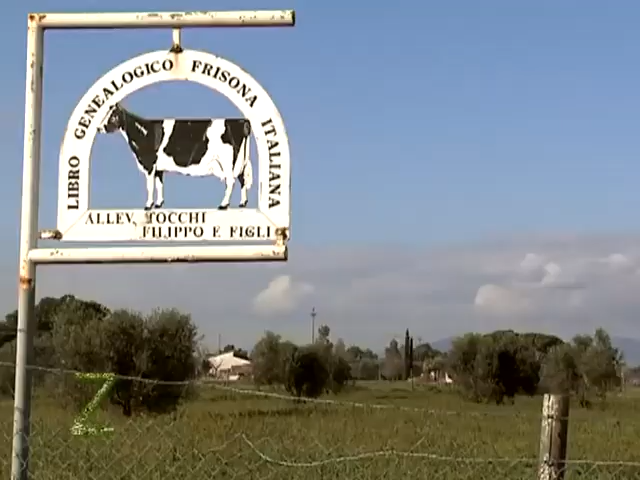 LIBRO GENEALOGICO FRISONA ITALIANA
ALLEV. TOCCHI
FILIPPO E FIGLI
Z